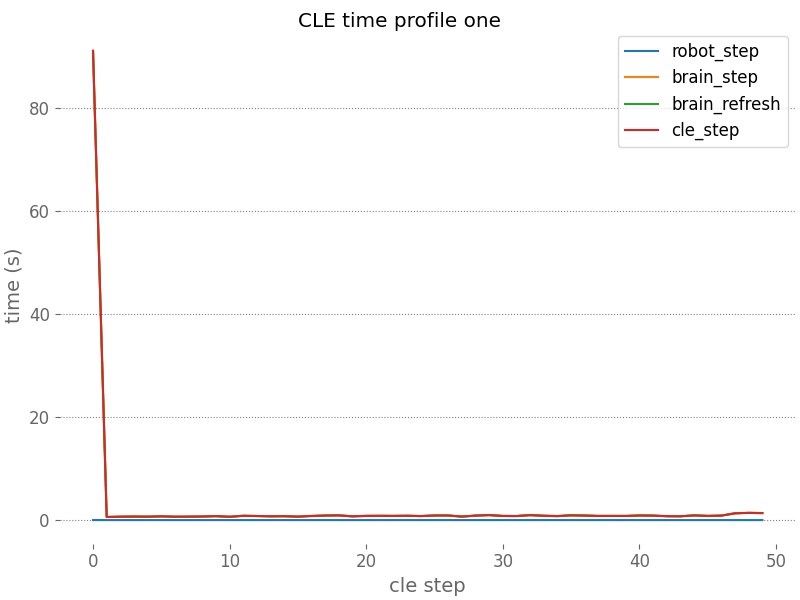 CLE time profile one
robot_step
brain_step
brain_refresh
cle_step
time (s)
80
60
40
20
0
0 10 20 30 40 50
cle step